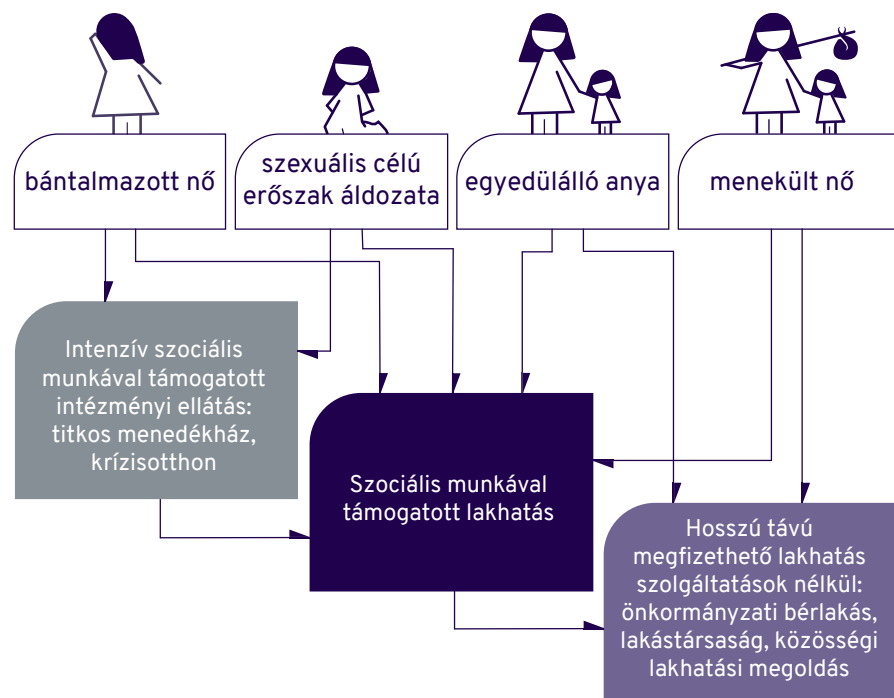 bántalmazott nő
szexuális célú
erőszak áldozata
egyedülálló anya
menekült nő
Intenzív szociális
munkával támogatott
intézményi ellátás:
titkos menedékház,
krízisotthon
Szociális munkával
támogatott lakhatás
Hosszú távú
megfizethető lakhatás
szolgáltatások nélkül:
önkormányzati bérlakás,
lakástársaság, közösségi
lakhatási megoldás